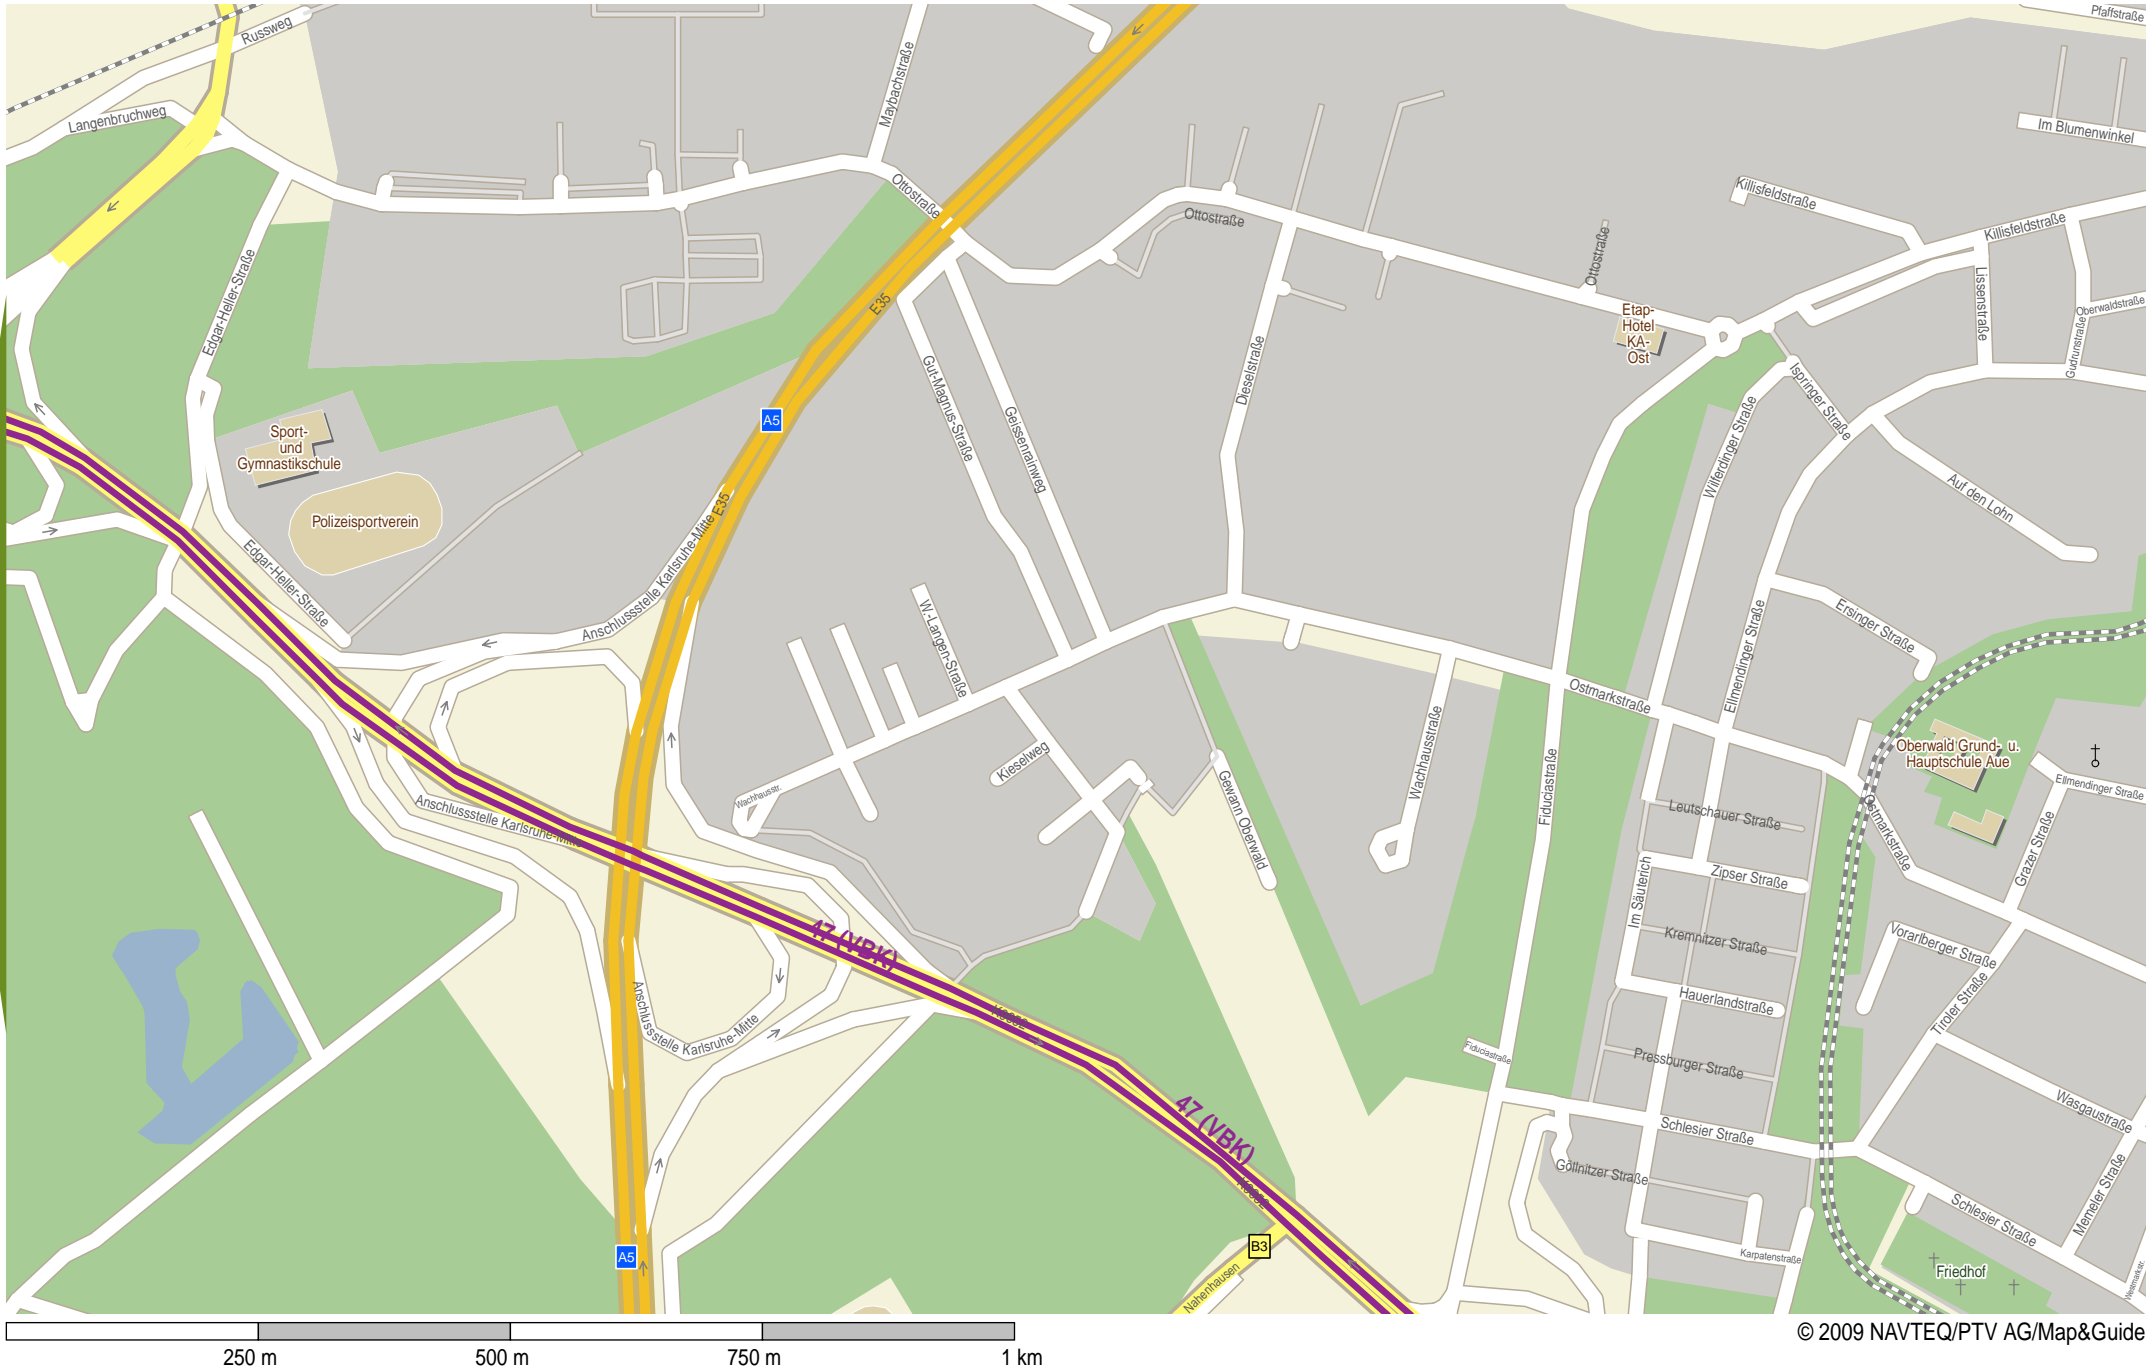 Pfaffstraße
Russweg
Maybachstraße
Langenbruchweg
Im Blumenwinkel
Killisfeldstraße
Ottostraße
Ottostraße
Killisfeldstraße
Ottostraße
Edgar-Heller-Straße
E35
Lissenstraße
Oberwaldstraße
Etap-
Hotel
KA-
Ost
Gudrunstraße
Dieselstraße
Gut-Magnus-Straße
Geissenrainweg
Ispringer Straße
A5
Wilferdinger Straße
Sport-
und
Gymnastikschule
Auf den Lohn
E35
Polizeisportverein
Anschlussstelle Karlsruhe-Mitte
Edgar-Heller-Straße
W.-Langen-Straße
Ersinger Straße
Ellmendinger Straße
Ostmarkstraße
Wachhausstraße
Kieselweg
Oberwald Grund- u.
Hauptschule Aue
Fiduciastraße
Gewann Oberwald
Wachhausstr.
Ellmendinger Straße
Anschlussstelle Karlsruhe-Mitte
Leutschauer Straße
Ostmarkstraße
Grazer Straße
Zipser Straße
Im Säuterich
47 (VBK)
Kremnitzer Straße
Vorarlberger Straße
Anschlussstelle Karlsruhe-Mitte
Hauerlandstraße
Tiroler Straße
K9652
Fiduciastraße
Pressburger Straße
47 (VBK)
Wasgaustraße
Schlesier Straße
Göllnitzer Straße
K9652
Memeler Straße
Schlesier Straße
B3
A5
Karpatenstraße
Nahenhausen
Friedhof
Westmarkstr.
250 m
500 m
750 m
1 km
© 2009 NAVTEQ/PTV AG/Map&Guide